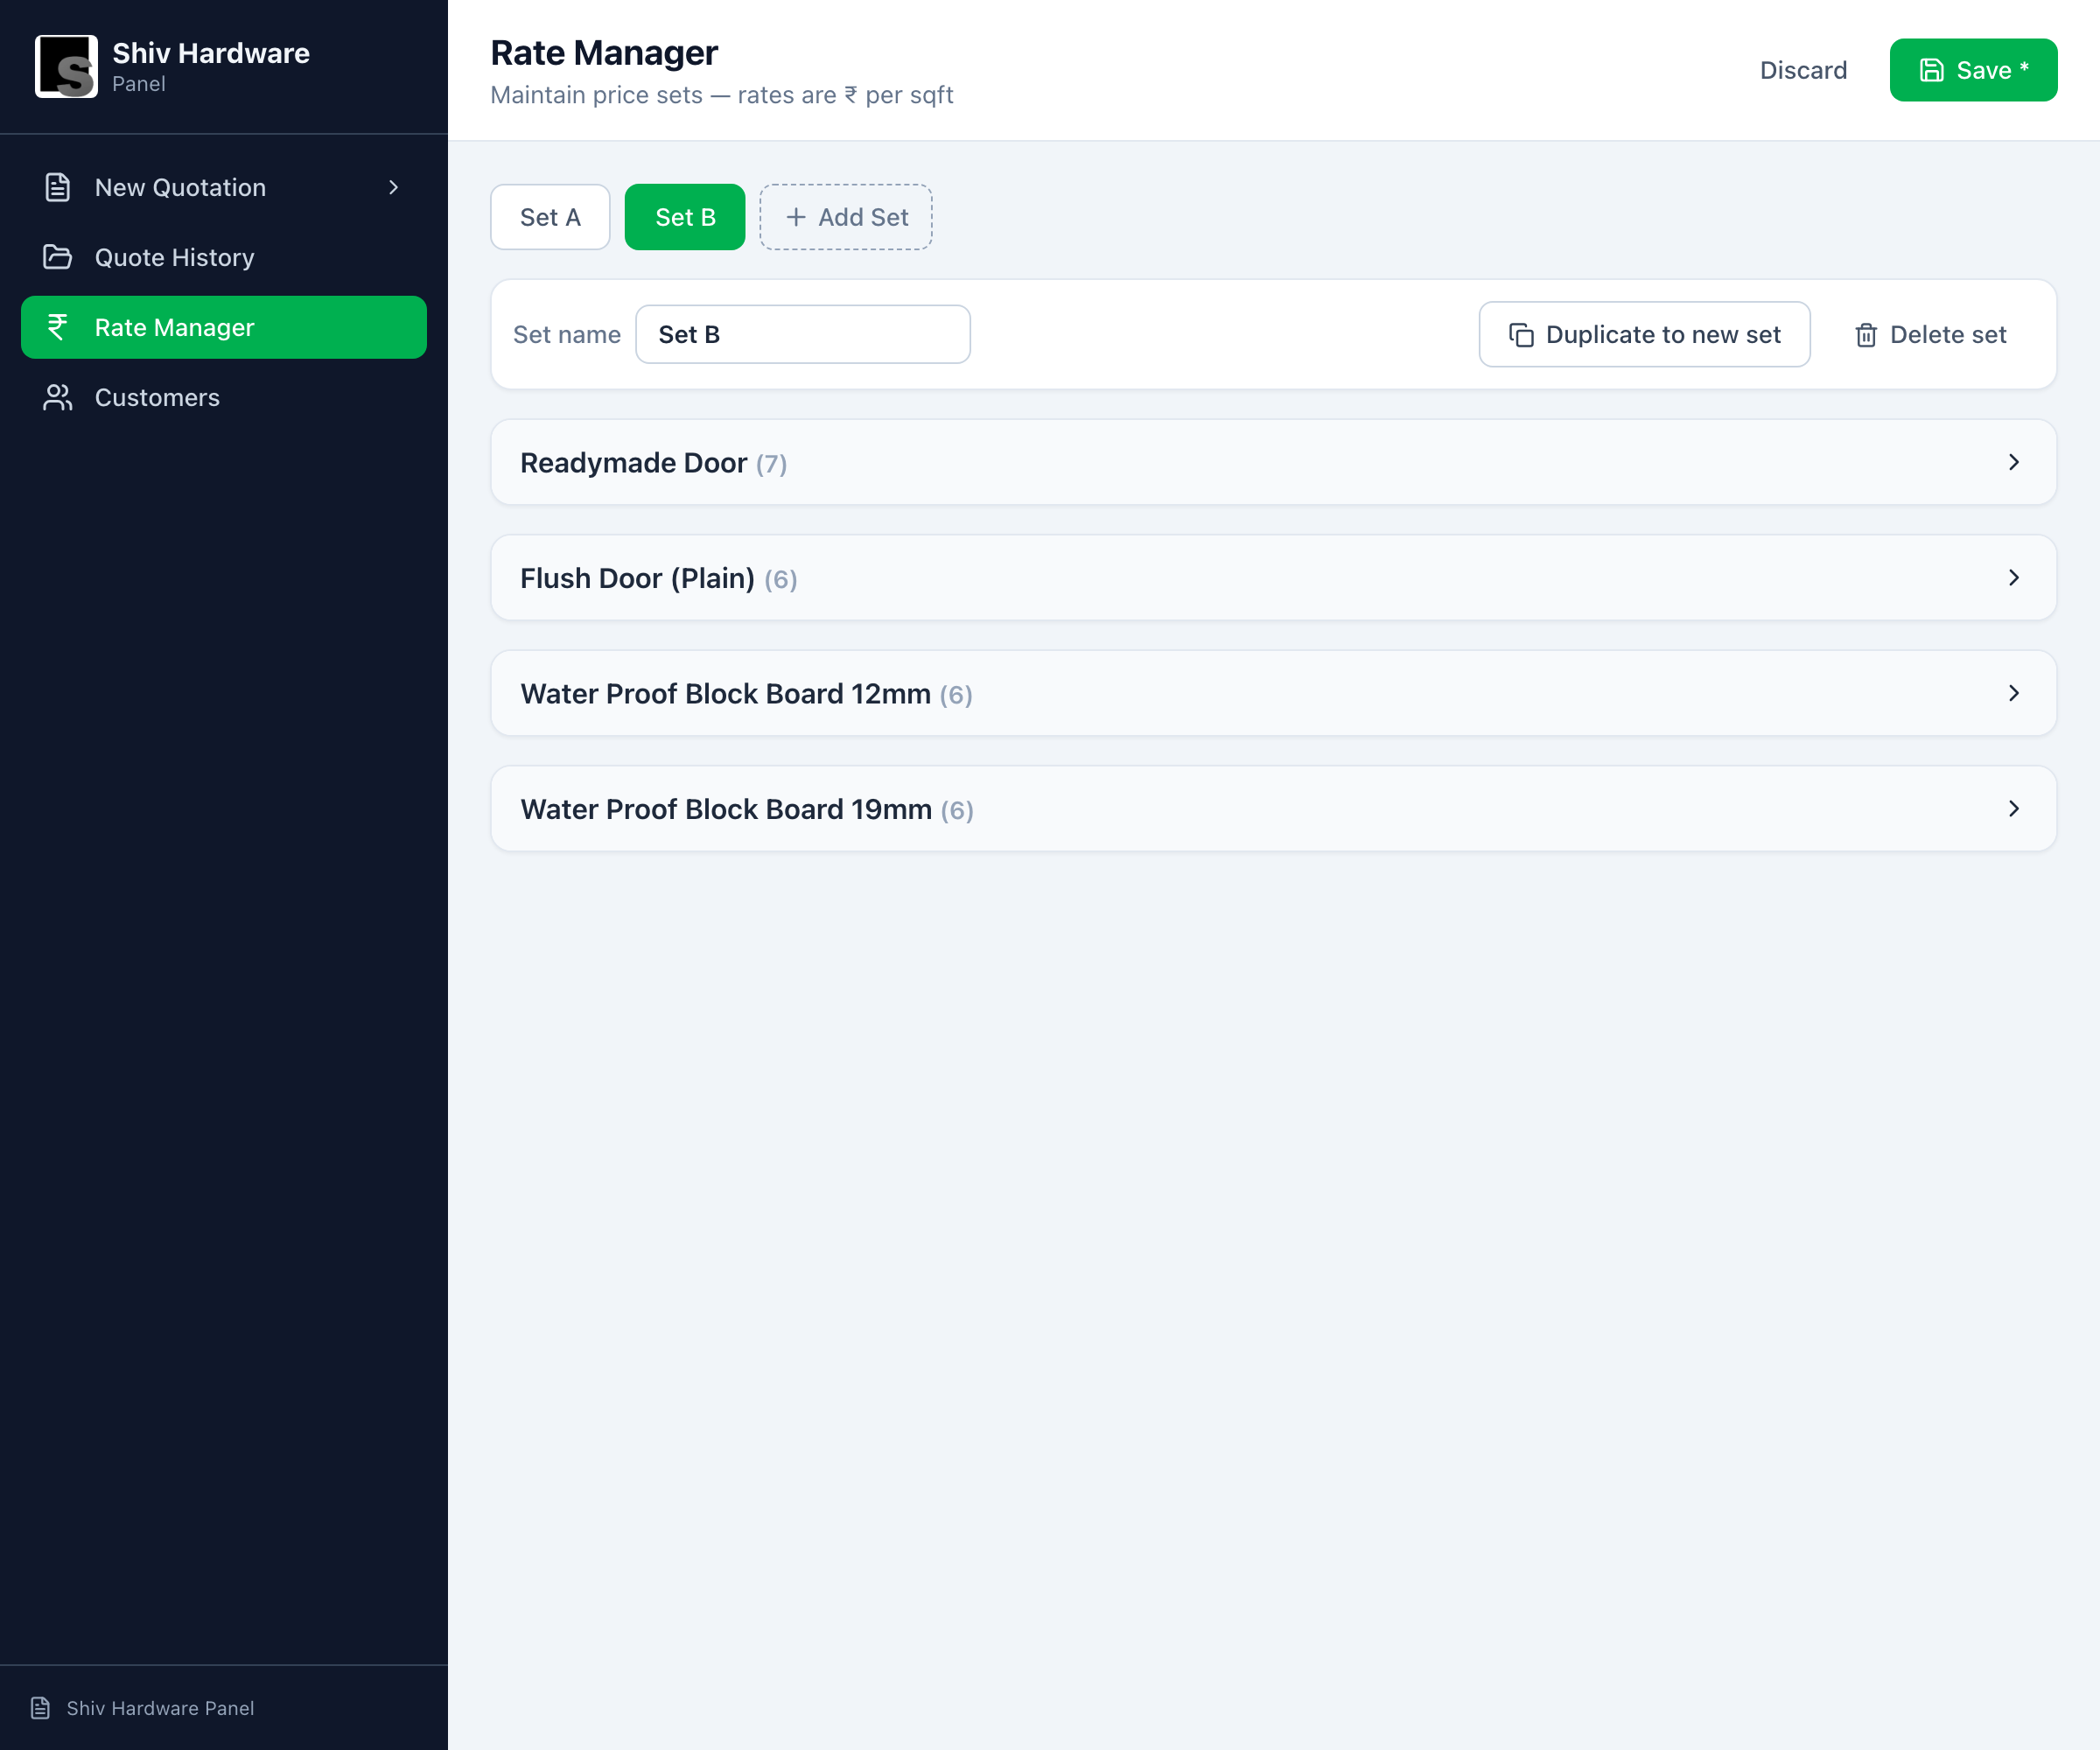 S
Shiv Hardware
Panel
New Quotation
Quote History
Rate Manager
Customers
Shiv Hardware Panel
Rate Manager
Maintain price sets — rates are ₹ per sqft
Discard
Save *
Set A
Set B
+ Add Set
Set name
Set B
Duplicate to new set
Delete set
Readymade Door (7)
Flush Door (Plain) (6)
Water Proof Block Board 12mm (6)
Water Proof Block Board 19mm (6)